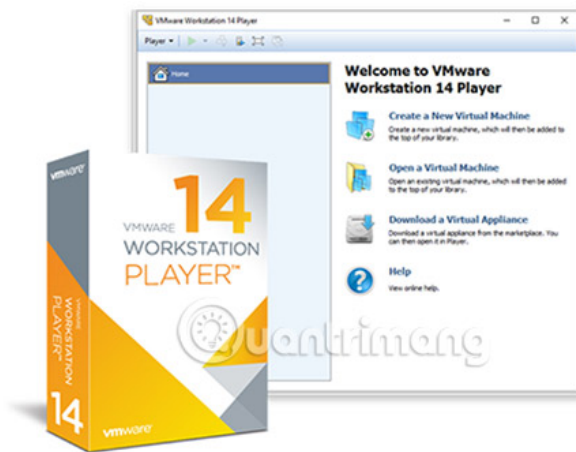 VMware Workstation 14 Player
Player
Home
Welcome to VMware
Workstation 14 Player
Create a New Virtual Machine
Create a new virtual machine, which will then be added
to the top of your library.
Open a Virtual Machine
Open an existing virtual machine, which will then be added
to the top of your library.
Download a Virtual Appliance
Download a virtual appliance from the marketplace. You
can then open it in Player.
Help
View online help.
vmware
14
VMWARE
WORKSTATION
PLAYER™
VMWARE
WORKSTATION
PLAYER™
14
vmware
Quantrimang